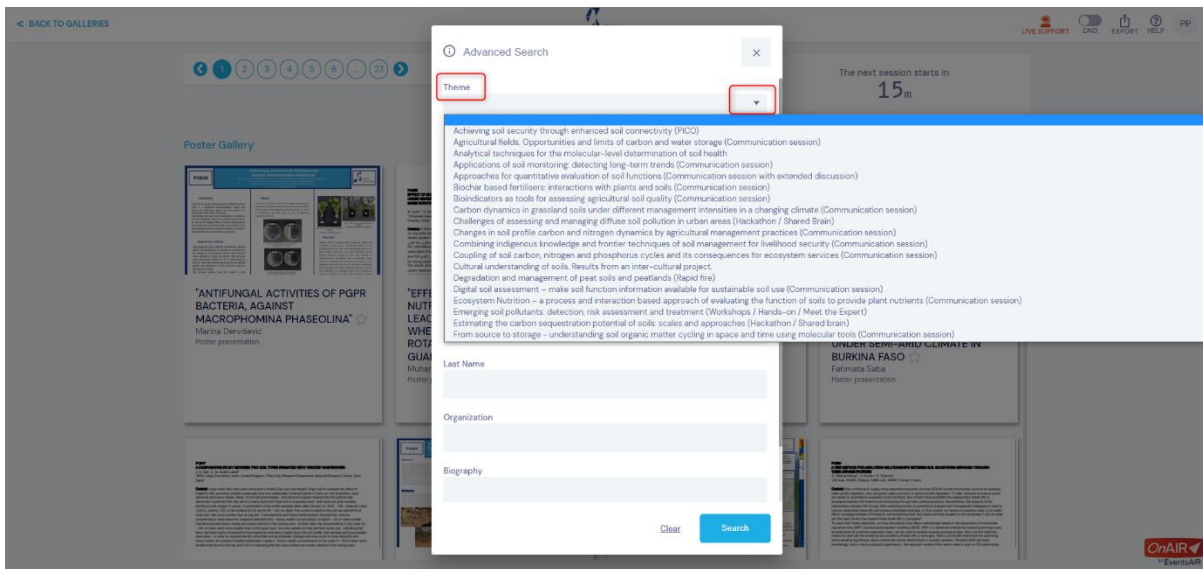 < BACK TO GALLERIES
LIVE SUPPORT
DND
EXPORT
HELP
PP
1 2 3 4 5 6 ... 23
The next session starts in
15m
Advanced Search
×
Theme
Achieving soil security through enhanced soil connectivity (PICO)
Agricultural fields. Opportunities and limits of carbon and water storage (Communication session)
Analytical techniques for the molecular-level determination of soil health
Applications of soil monitoring: detecting long-term trends (Communication session)
Approaches for quantitative evaluation of soil functions (Communication session with extended discussion)
Biochar based fertilisers: interactions with plants and soils (Communication session)
Bioindicators as tools for assessing agricultural soil quality (Communication session)
Carbon dynamics in grassland soils under different management intensities in a changing climate (Communication session)
Challenges of assessing and managing diffuse soil pollution in urban areas (Hackathon / Shared Brain)
Changes in soil profile carbon and nitrogen dynamics by agricultural management practices (Communication session)
Combining indigenous knowledge and frontier techniques of soil management for livelihood security (Communication session)
Coupling of soil carbon, nitrogen and phosphorus cycles and its consequences for ecosystem services (Communication session)
Cultural understanding of soils. Results from an inter-cultural project.
Degradation and management of peat soils and peatlands (Rapid fire)
Digital soil assessment – make soil function information available for sustainable soil use (Communication session)
Ecosystem Nutrition – a process and interaction based approach of evaluating the function of soils to provide plant nutrients (Communication session)
Emerging soil pollutants: detection, risk assessment and treatment (Workshops / Hands-on / Meet the Expert)
Estimating the carbon sequestration potential of soils: scales and approaches (Hackathon / Shared brain)
From source to storage - understanding soil organic matter cycling in space and time using molecular tools (Communication session)
Last Name
Organization
Biography
Clear
Search
Poster Gallery
"ANTIFUNGAL ACTIVITIES OF PGPR
BACTERIA, AGAINST
MACROPHOMINA PHASEOLINA"
Marina Dervišević
Poster presentation
UNDER SEMI-ARID CLIMATE IN
BURKINA FASO
Fatimata Saba
Poster presentation
OnAIR
BY EventsAIR